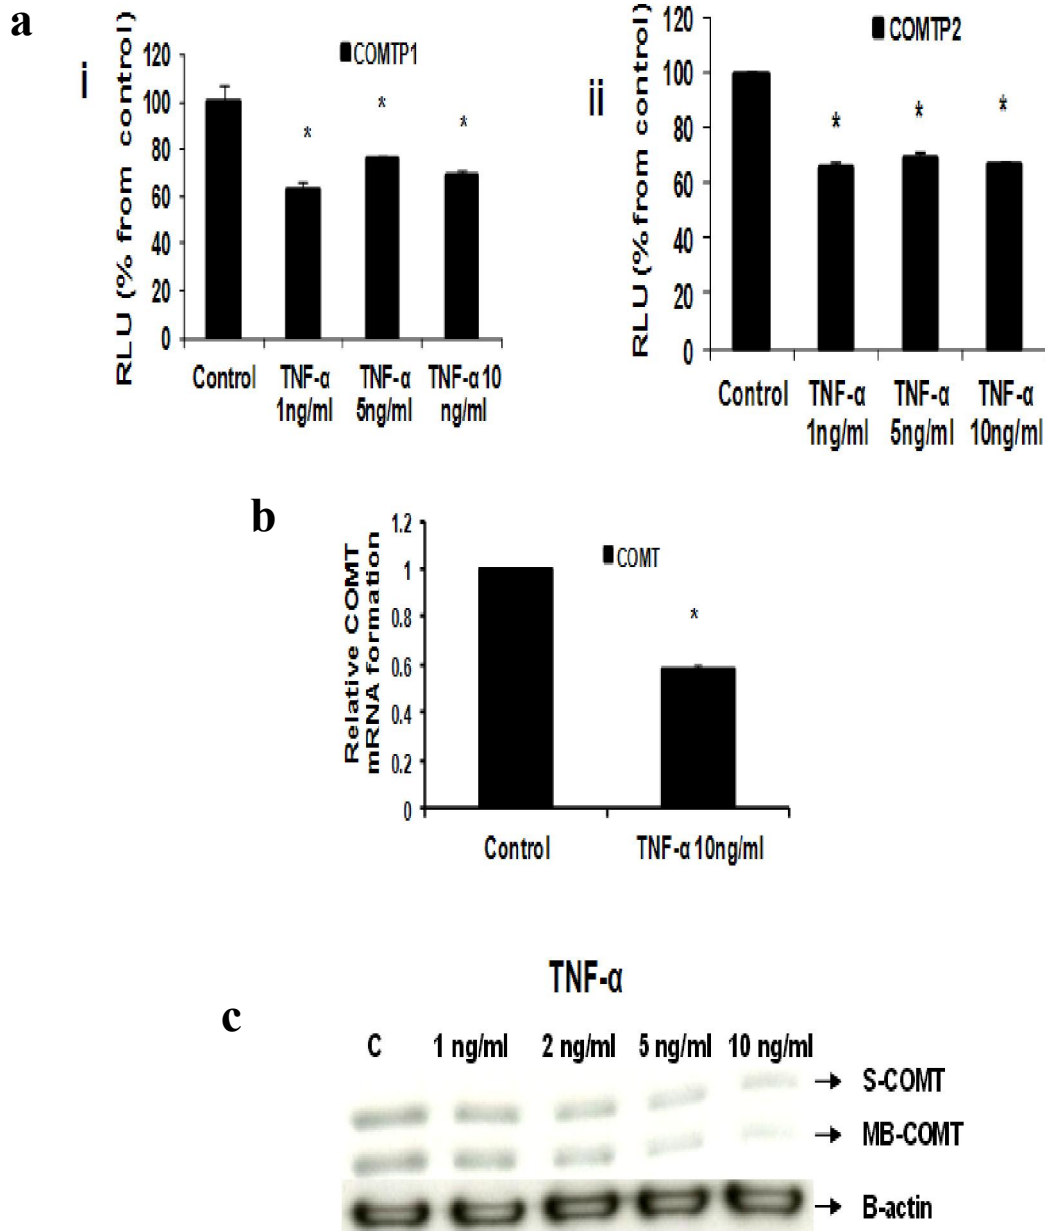 a
i
RLU (% from control)
120
100
80
60
40
20
0
COMTP1
*
*
*
Control
TNF-α
1ng/ml
TNF-α
5ng/ml
TNF-α 10
ng/ml
ii
RLU (% from control)
120
100
80
60
40
20
0
COMTP2
*
*
*
Control
TNF-α
1ng/ml
TNF-α
5ng/ml
TNF-α
10ng/ml
b
Relative COMT
mRNA formation
1.2
1
0.8
0.6
0.4
0.2
0
COMT
*
Control
TNF-α 10ng/ml
c
TNF-α
C 1 ng/ml 2 ng/ml 5 ng/ml 10 ng/ml
→ S-COMT
→ MB-COMT
→ B-actin